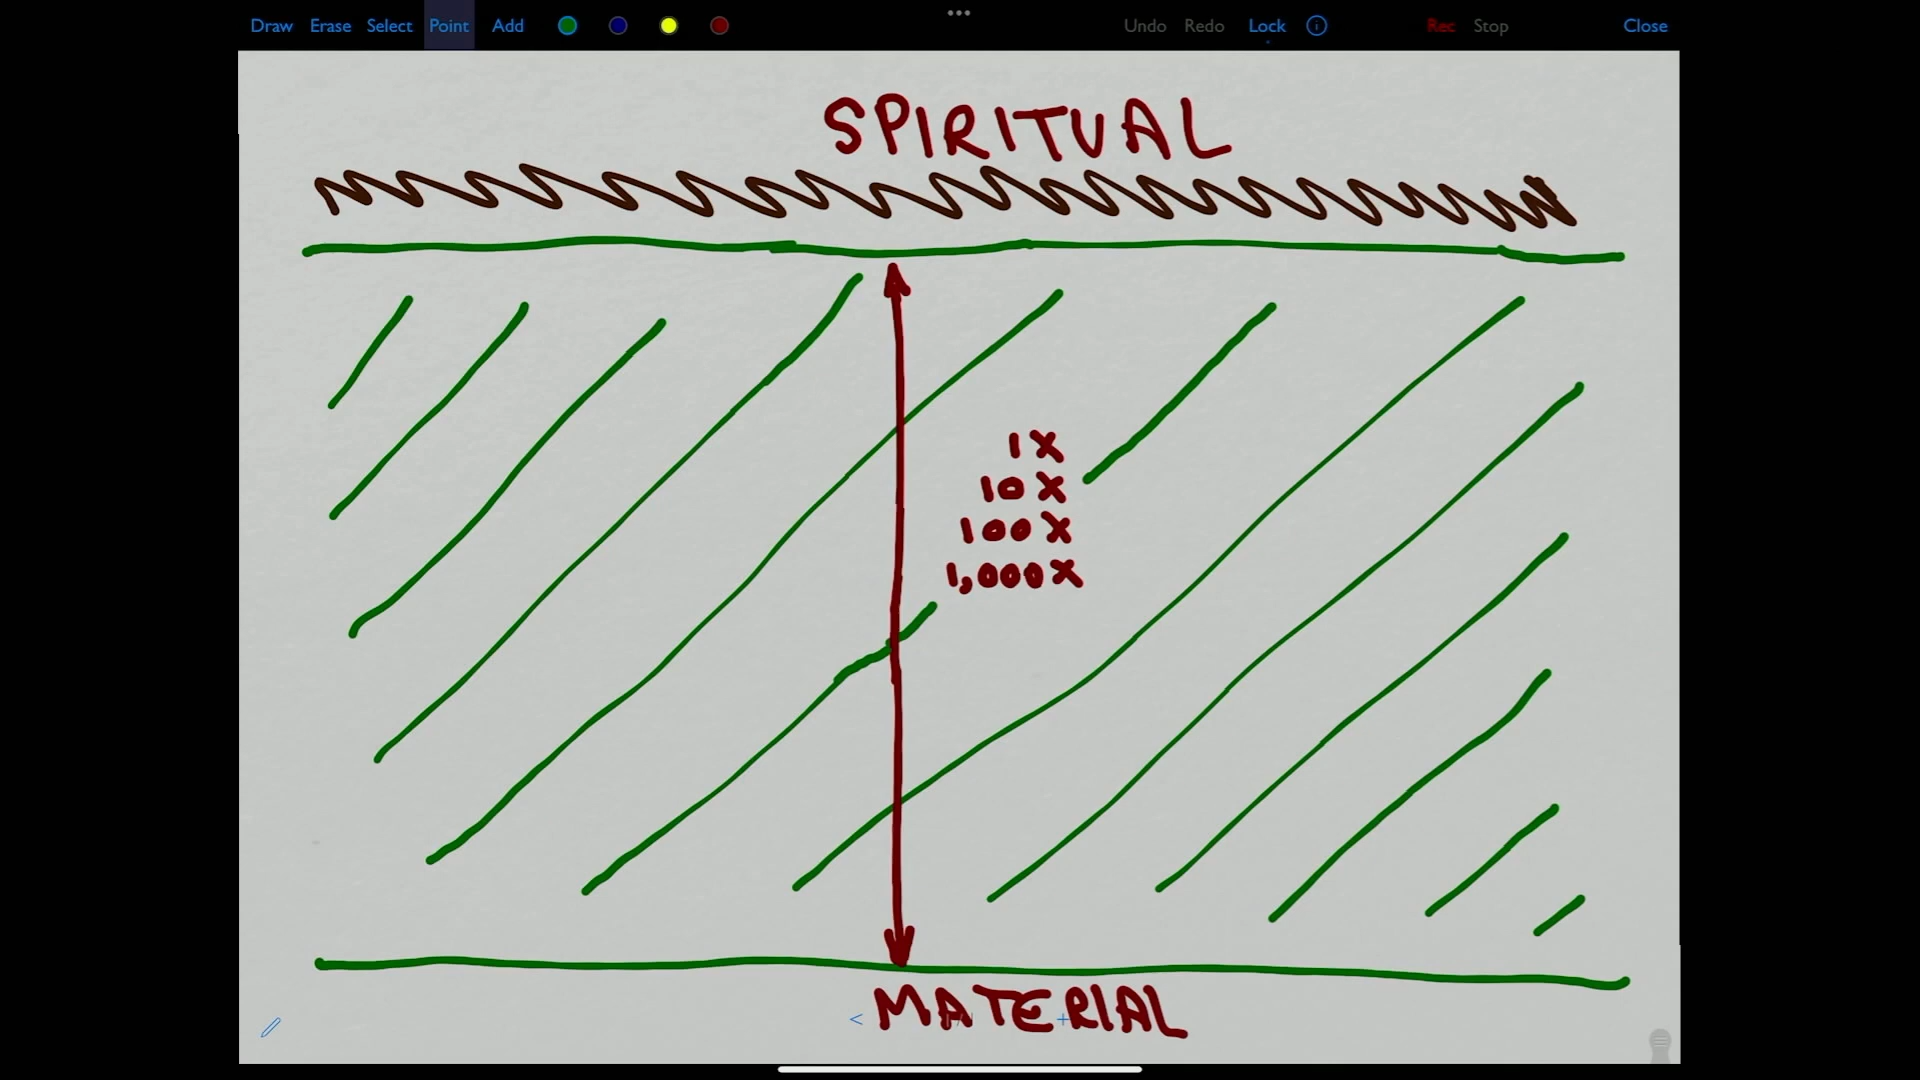 Draw Erase Select Point Add Undo Redo Lock Rec Stop Close
SPIRITUAL
1X
10X
100X
1,000X
MATERIAL